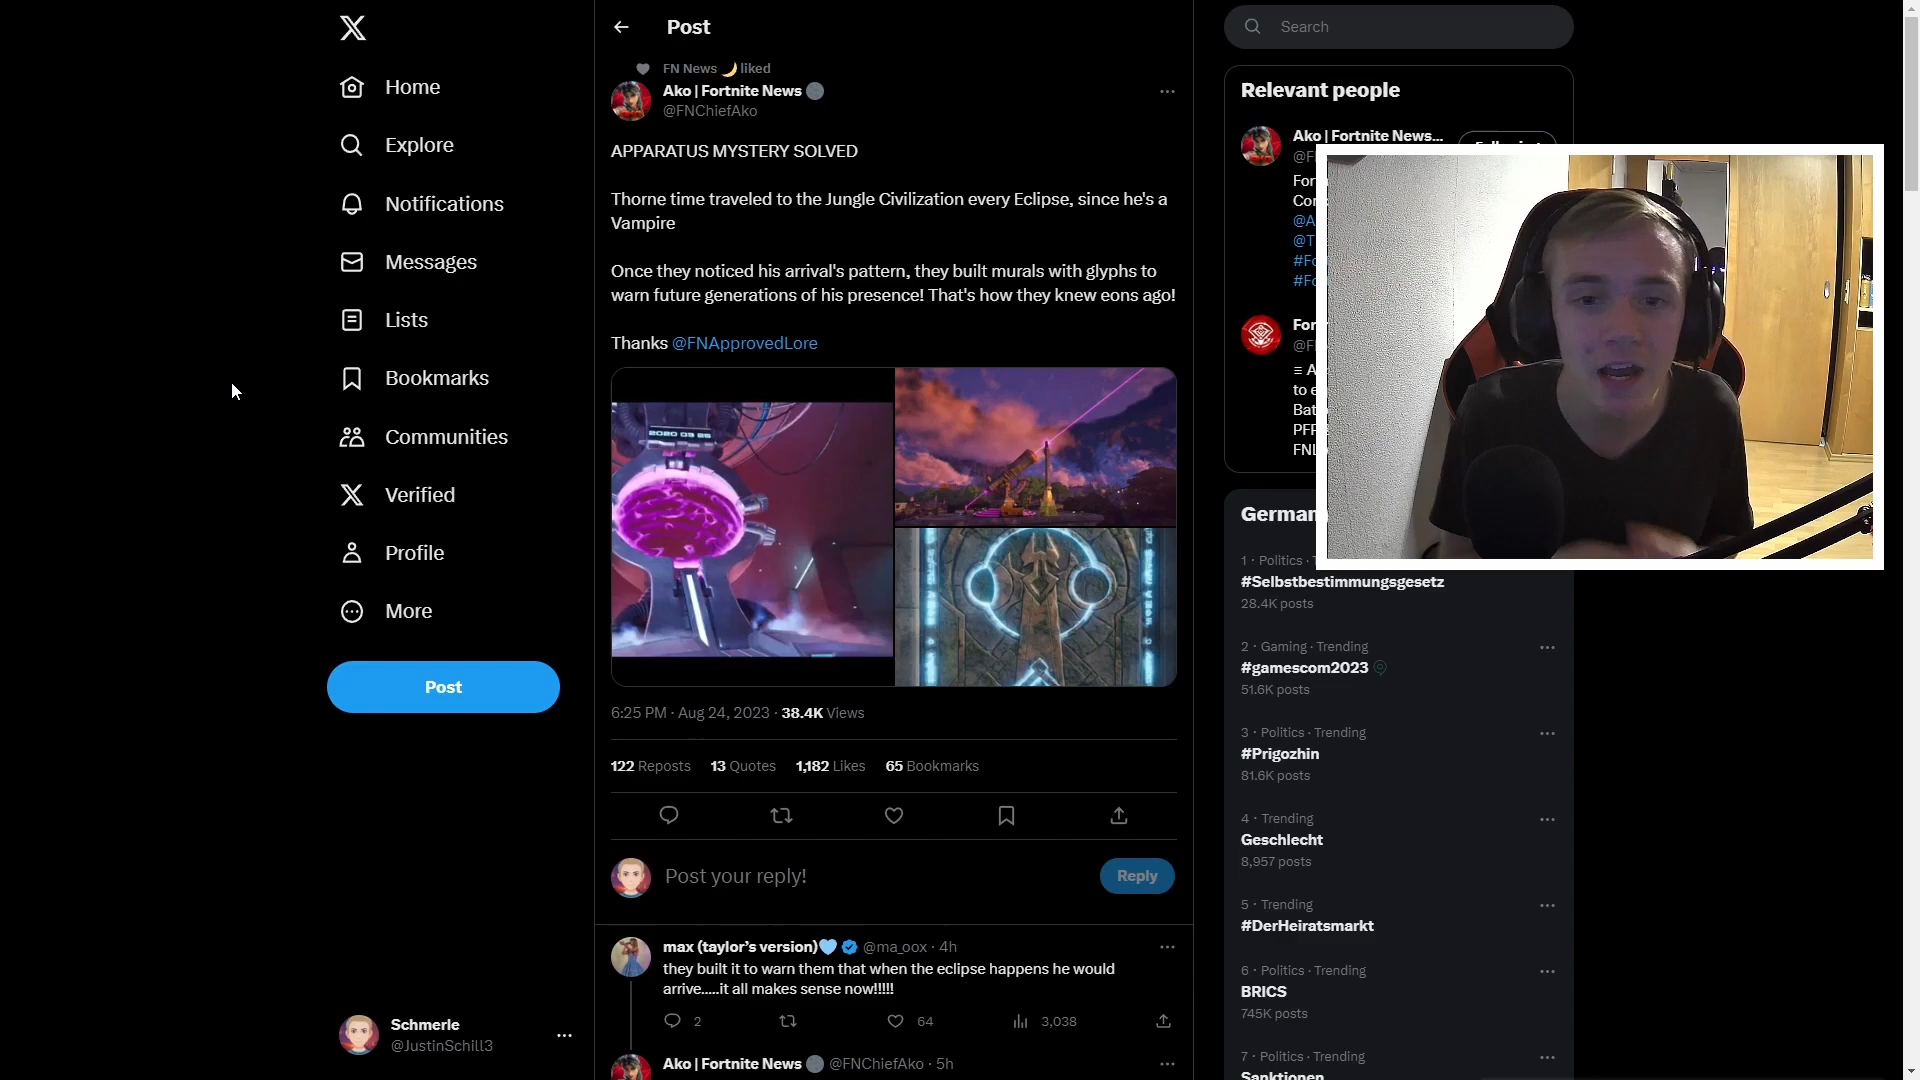 Home
Explore
Notifications
Messages
Lists
Bookmarks
Communities
Verified
Profile
More
Post
Schmerle
@JustinSchill3
Post
FN News 🌙 liked
Ako | Fortnite News
@FNChiefAko
APPARATUS MYSTERY SOLVED
Thorne time traveled to the Jungle Civilization every Eclipse, since he's a
Vampire
Once they noticed his arrival's pattern, they built murals with glyphs to
warn future generations of his presence! That's how they knew eons ago!
Thanks @FNApprovedLore
2020 03 25
6:25 PM · Aug 24, 2023 · 38.4K Views
122 Reposts 13 Quotes 1,182 Likes 65 Bookmarks
Post your reply!
Reply
max (taylor's version)🩵 @ma_oox · 4h
they built it to warn them that when the eclipse happens he would
arrive.....it all makes sense now!!!!!
2 64 3,038
Ako | Fortnite News @FNChiefAko · 5h
Search
Relevant people
Ako | Fortnite News...
#Selbstbestimmungsgesetz
28.4K posts
2 · Gaming · Trending
#gamescom2023
51.6K posts
3 · Politics · Trending
#Prigozhin
81.6K posts
4 · Trending
Geschlecht
8,957 posts
5 · Trending
#DerHeiratsmarkt
6 · Politics · Trending
BRICS
745K posts
7 · Politics · Trending
Sanktionen